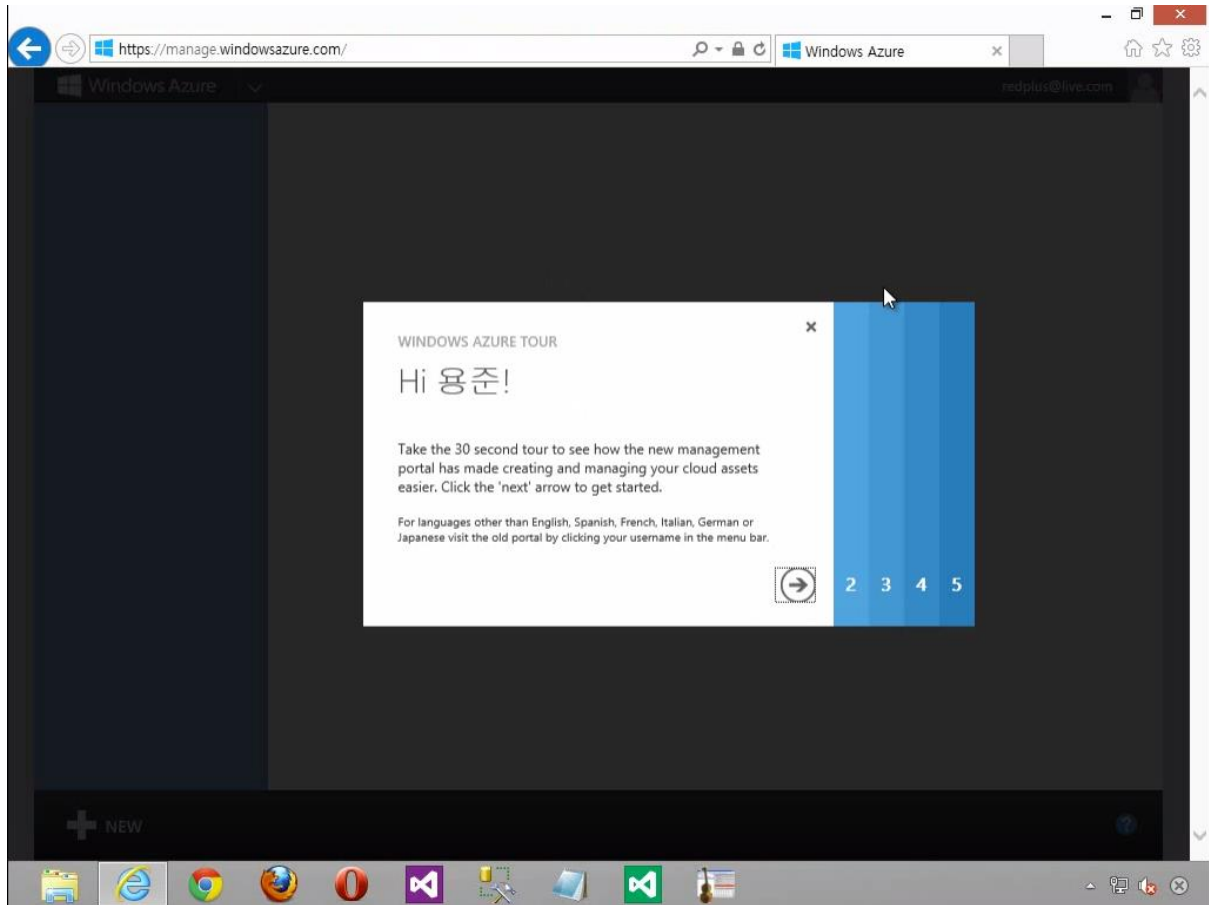 https://manage.windowsazure.com/
Windows Azure
Windows Azure
redplus@live.com
WINDOWS AZURE TOUR
Hi 용준!
Take the 30 second tour to see how the new management
portal has made creating and managing your cloud assets
easier. Click the 'next' arrow to get started.
For languages other than English, Spanish, French, Italian, German or
Japanese visit the old portal by clicking your username in the menu bar.
2 3 4 5
NEW